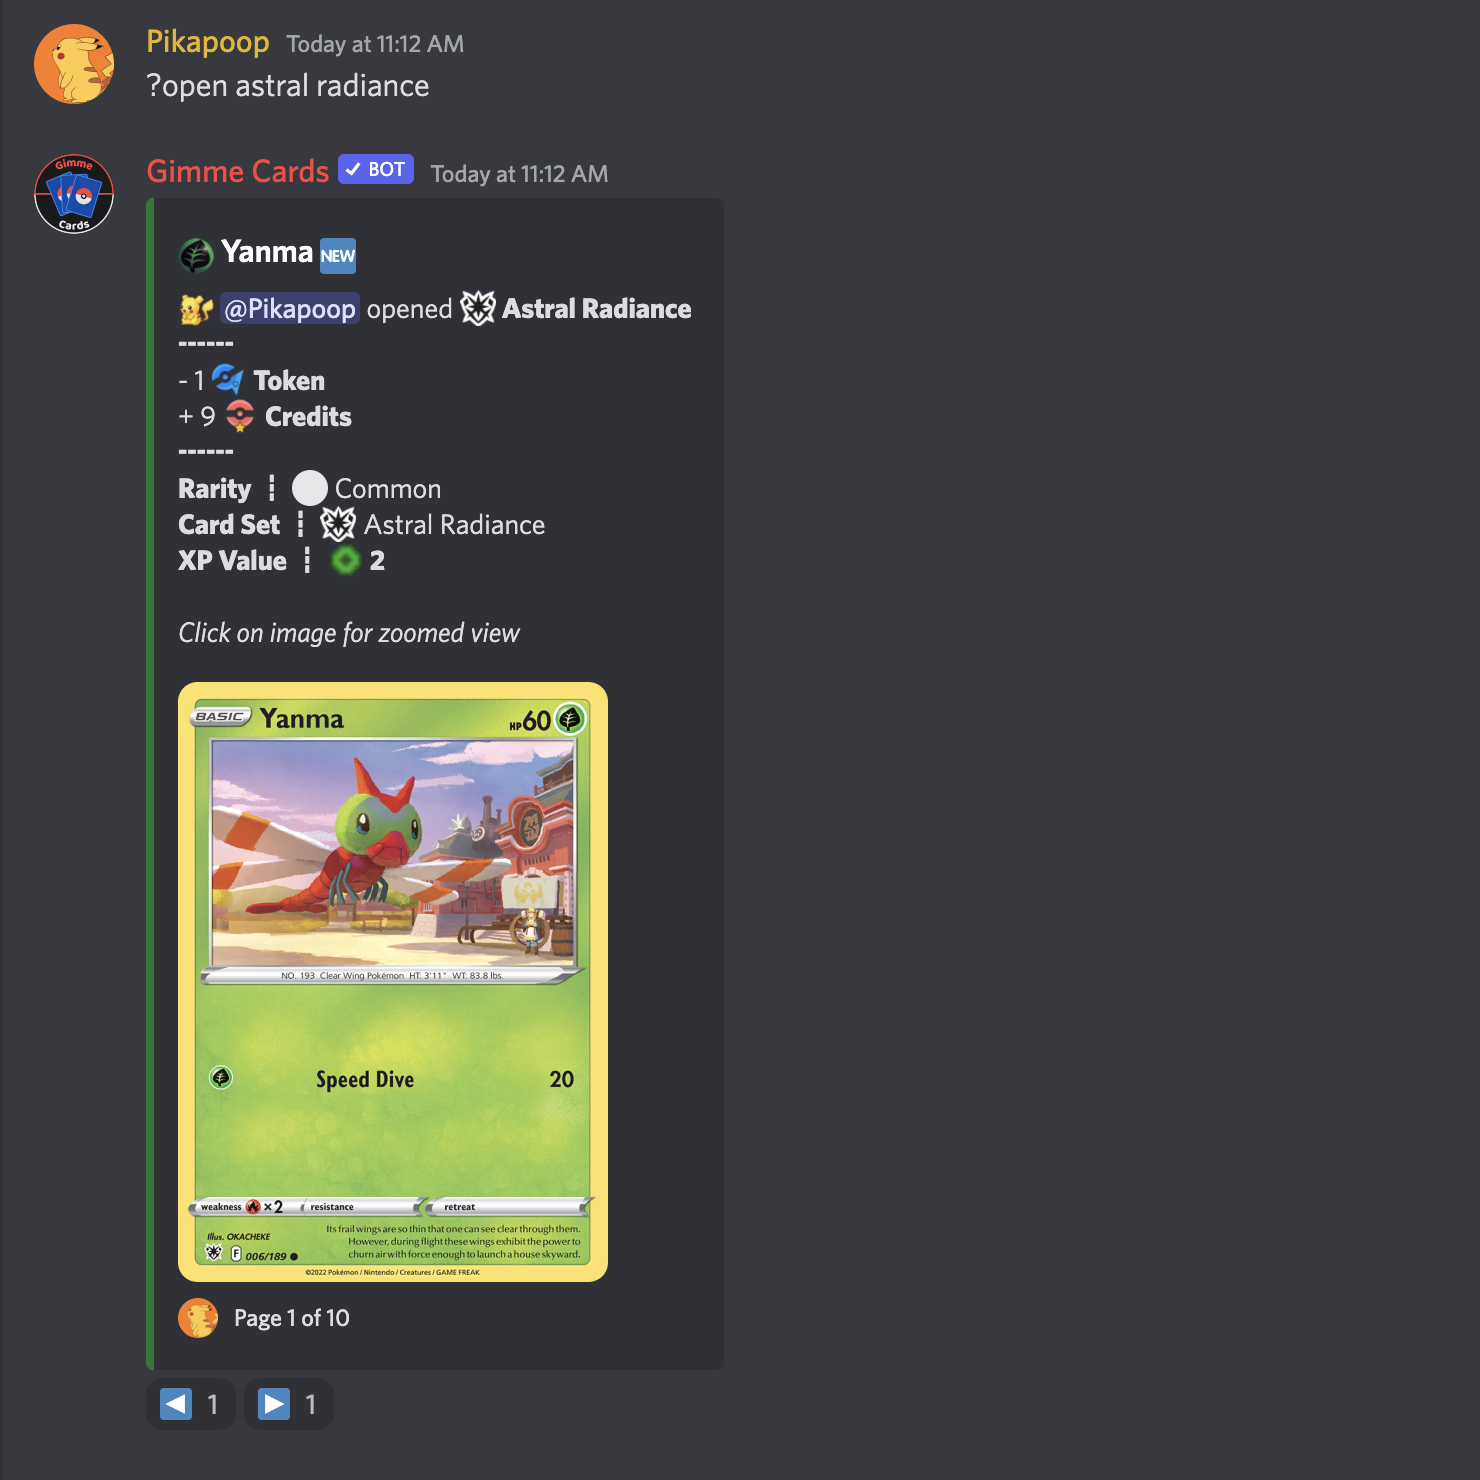 Pikapoop Today at 11:12 AM
?open astral radiance
Gimme
Cards
Gimme Cards BOT Today at 11:12 AM
Yanma NEW
@Pikapoop opened Astral Radiance
------
- 1 Token
+ 9 Credits
------
Rarity ┋ Common
Card Set ┋ Astral Radiance
XP Value ┋ 2
Click on image for zoomed view
BASIC Yanma HP60
NO. 193 Clear Wing Pokémon HT: 3'11" WT: 83.8 lbs.
Speed Dive 20
weakness ×2 resistance retreat
Its frail wings are so thin that one can see clear through them.
However, during flight these wings exhibit the power to
churn air with force enough to launch a house skyward.
Illus. OKACHEKE
F 006/189
©2022 Pokémon / Nintendo / Creatures / GAME FREAK
Page 1 of 10
1 1